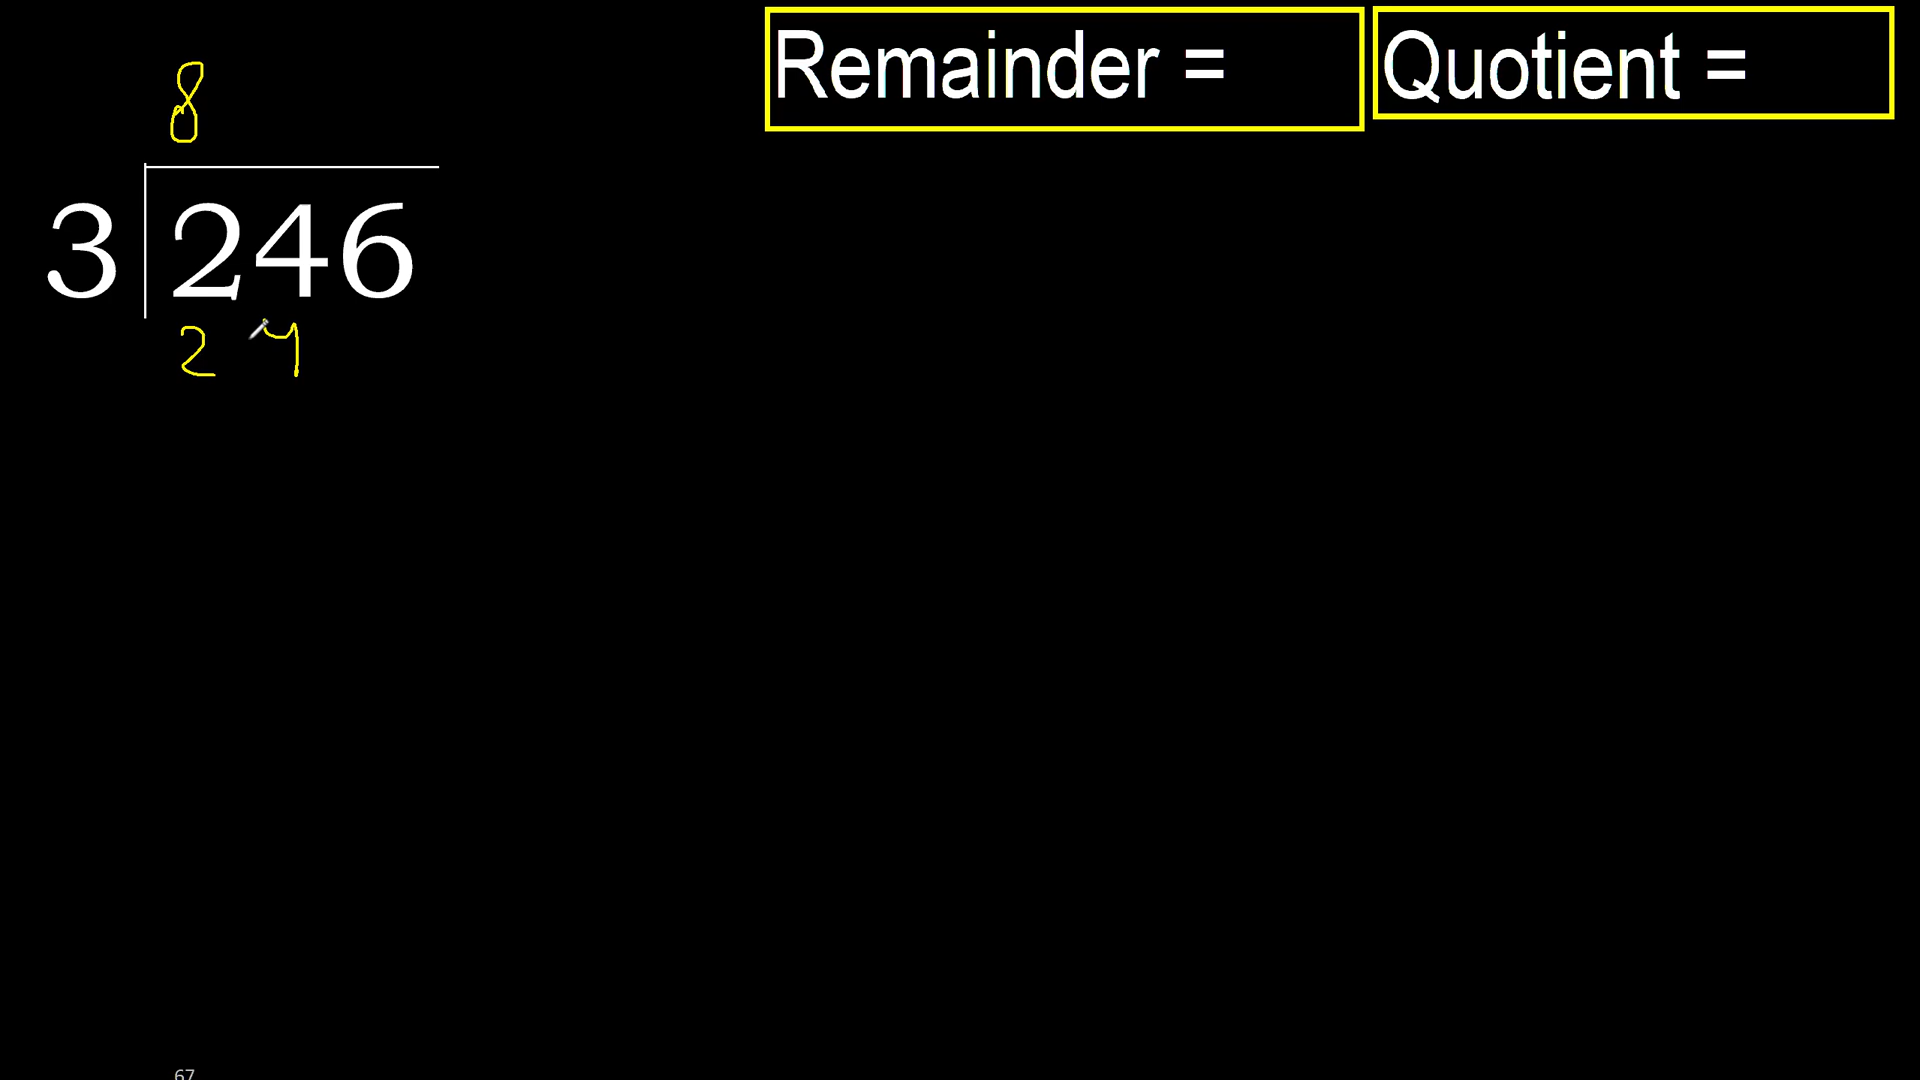 Remainder =
Quotient =
8
3 246
2 4
67